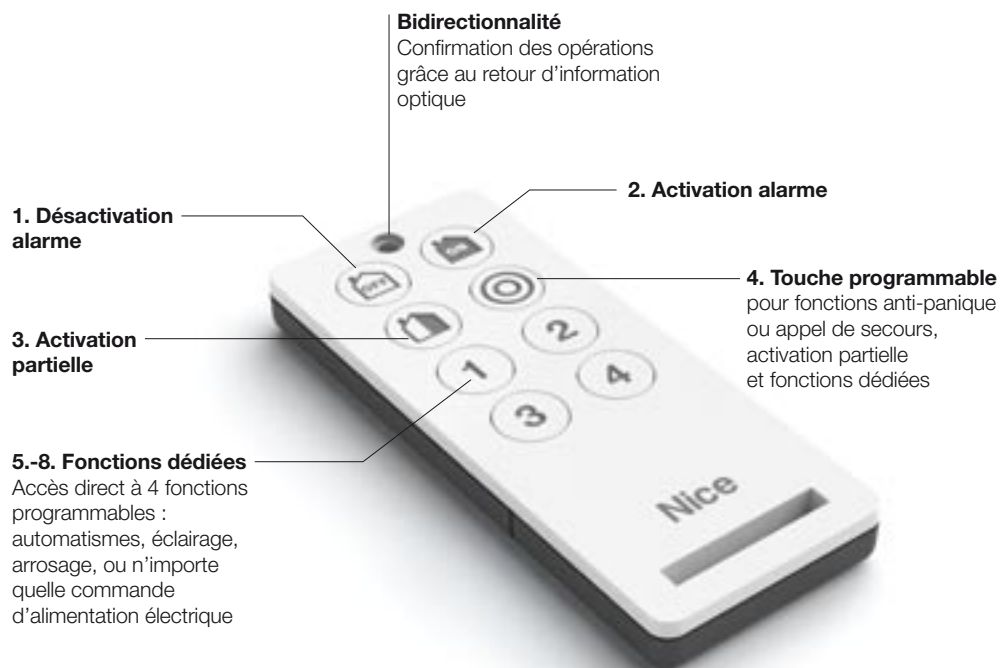 Bidirectionnalité
Confirmation des opérations
grâce au retour d'information
optique
1. Désactivation
alarme
2. Activation alarme
3. Activation
partielle
4. Touche programmable
pour fonctions anti-panique
ou appel de secours,
activation partielle
et fonctions dédiées
5.-8. Fonctions dédiées
Accès direct à 4 fonctions
programmables :
automatismes, éclairage,
arrosage, ou n'importe
quelle commande
d'alimentation électrique
ON
OFF
1
2
3
4
Nice